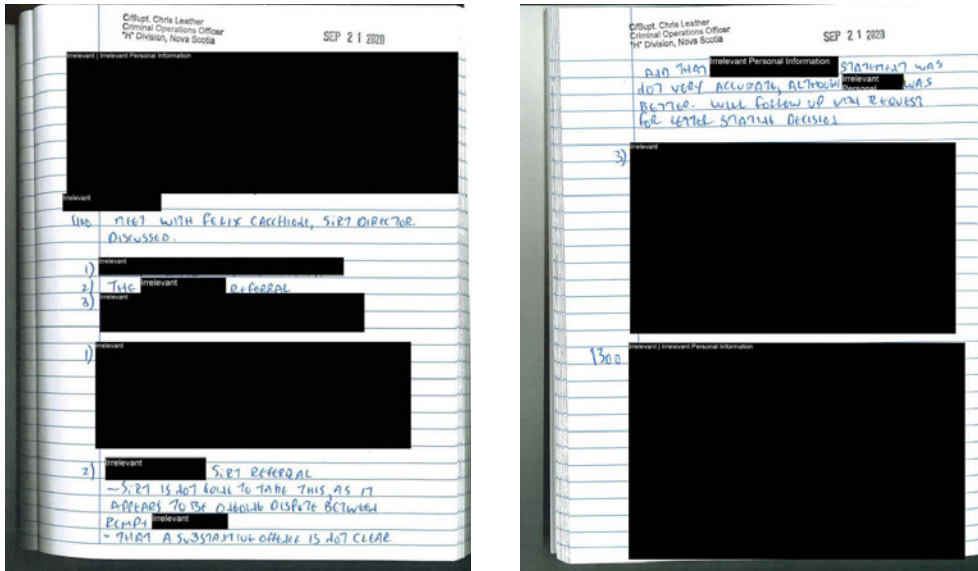 C/Supt. Chris Leather
Criminal Operations Officer
"H" Division, Nova Scotia
SEP 21 2020
Irrelevant | Irrelevant Personal Information
Irrelevant
1100 MEET WITH FELIX CACCHIONE, SIRT DIRECTOR
DISCUSSED.
1) Irrelevant
2) THE Irrelevant REFERRAL
3) Irrelevant
1) Irrelevant
2) Irrelevant SIRT REFERRAL
- SIRT IS NOT GOING TO TAKE THIS, AS IT
APPEARS TO BE ONGOING DISPUTE BETWEEN
RCMP+ Irrelevant
- THAT A SUBSTANTIVE OFFENCE IS NOT CLEAR
C/Supt. Chris Leather
Criminal Operations Officer
"H" Division, Nova Scotia
SEP 21 2020
AND THAT Irrelevant Personal Information STATEMENT WAS
NOT VERY ACCURATE, ALTHOUGH Irrelevant Personal WAS
BETTER. WILL FOLLOW UP WITH REQUEST
FOR LETTER STATING DECISION.
3) Irrelevant
1300 Irrelevant | Irrelevant Personal Information